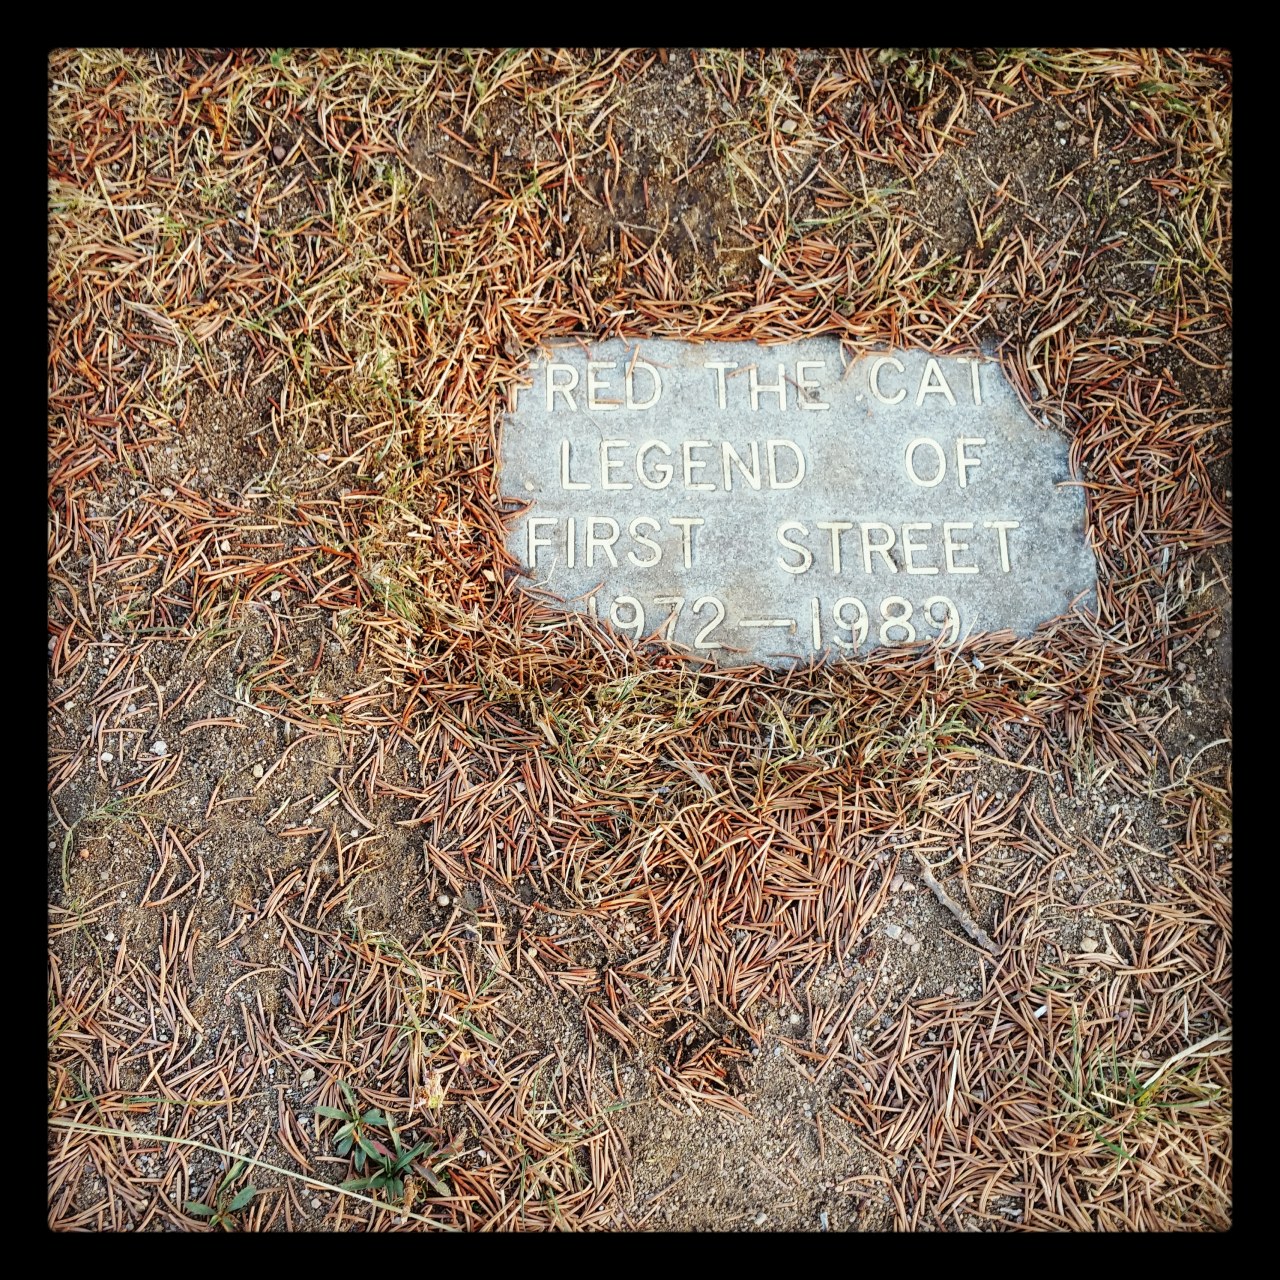 FRED THE CAT
LEGEND OF
FIRST STREET
1972-1989